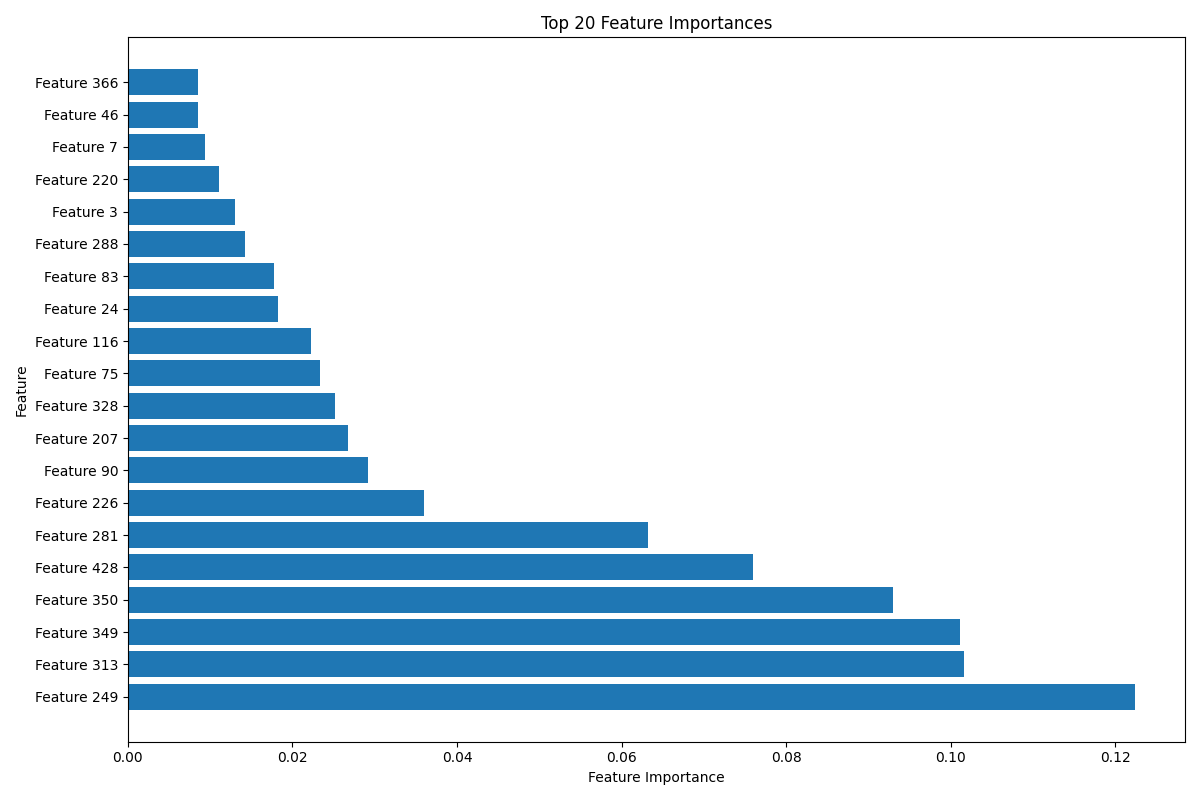 Top 20 Feature Importances
Feature
Feature 366
Feature 46
Feature 7
Feature 220
Feature 3
Feature 288
Feature 83
Feature 24
Feature 116
Feature 75
Feature 328
Feature 207
Feature 90
Feature 226
Feature 281
Feature 428
Feature 350
Feature 349
Feature 313
Feature 249
0.00 0.02 0.04 0.06 0.08 0.10 0.12
Feature Importance